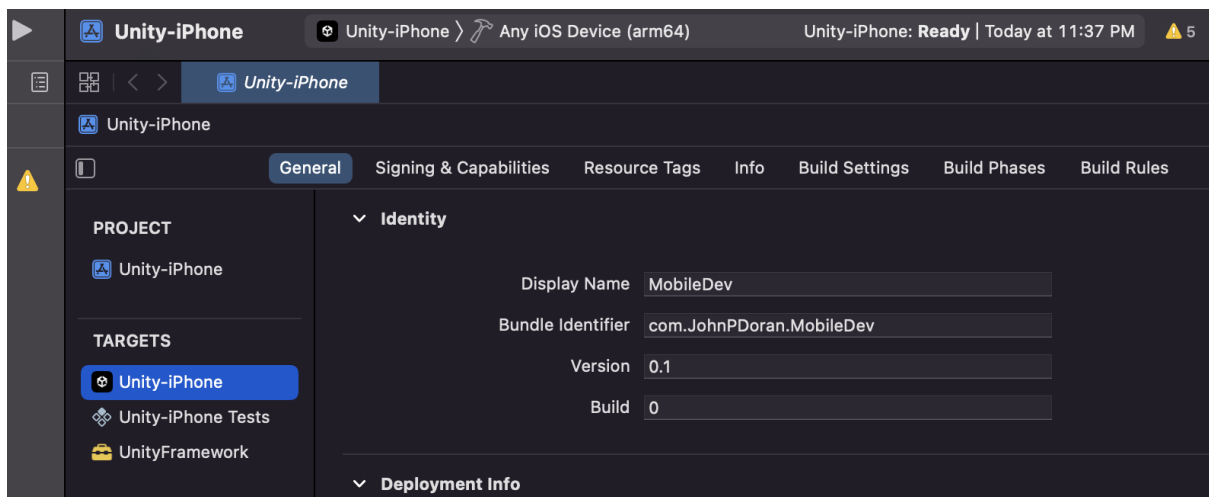 Unity-iPhone
Unity-iPhone 〉 Any iOS Device (arm64)
Unity-iPhone: Ready | Today at 11:37 PM
5
Unity-iPhone
Unity-iPhone
General
Signing & Capabilities
Resource Tags
Info
Build Settings
Build Phases
Build Rules
PROJECT
Unity-iPhone
TARGETS
Unity-iPhone
Unity-iPhone Tests
UnityFramework
Identity
Display Name MobileDev
Bundle Identifier com.JohnPDoran.MobileDev
Version 0.1
Build 0
Deployment Info